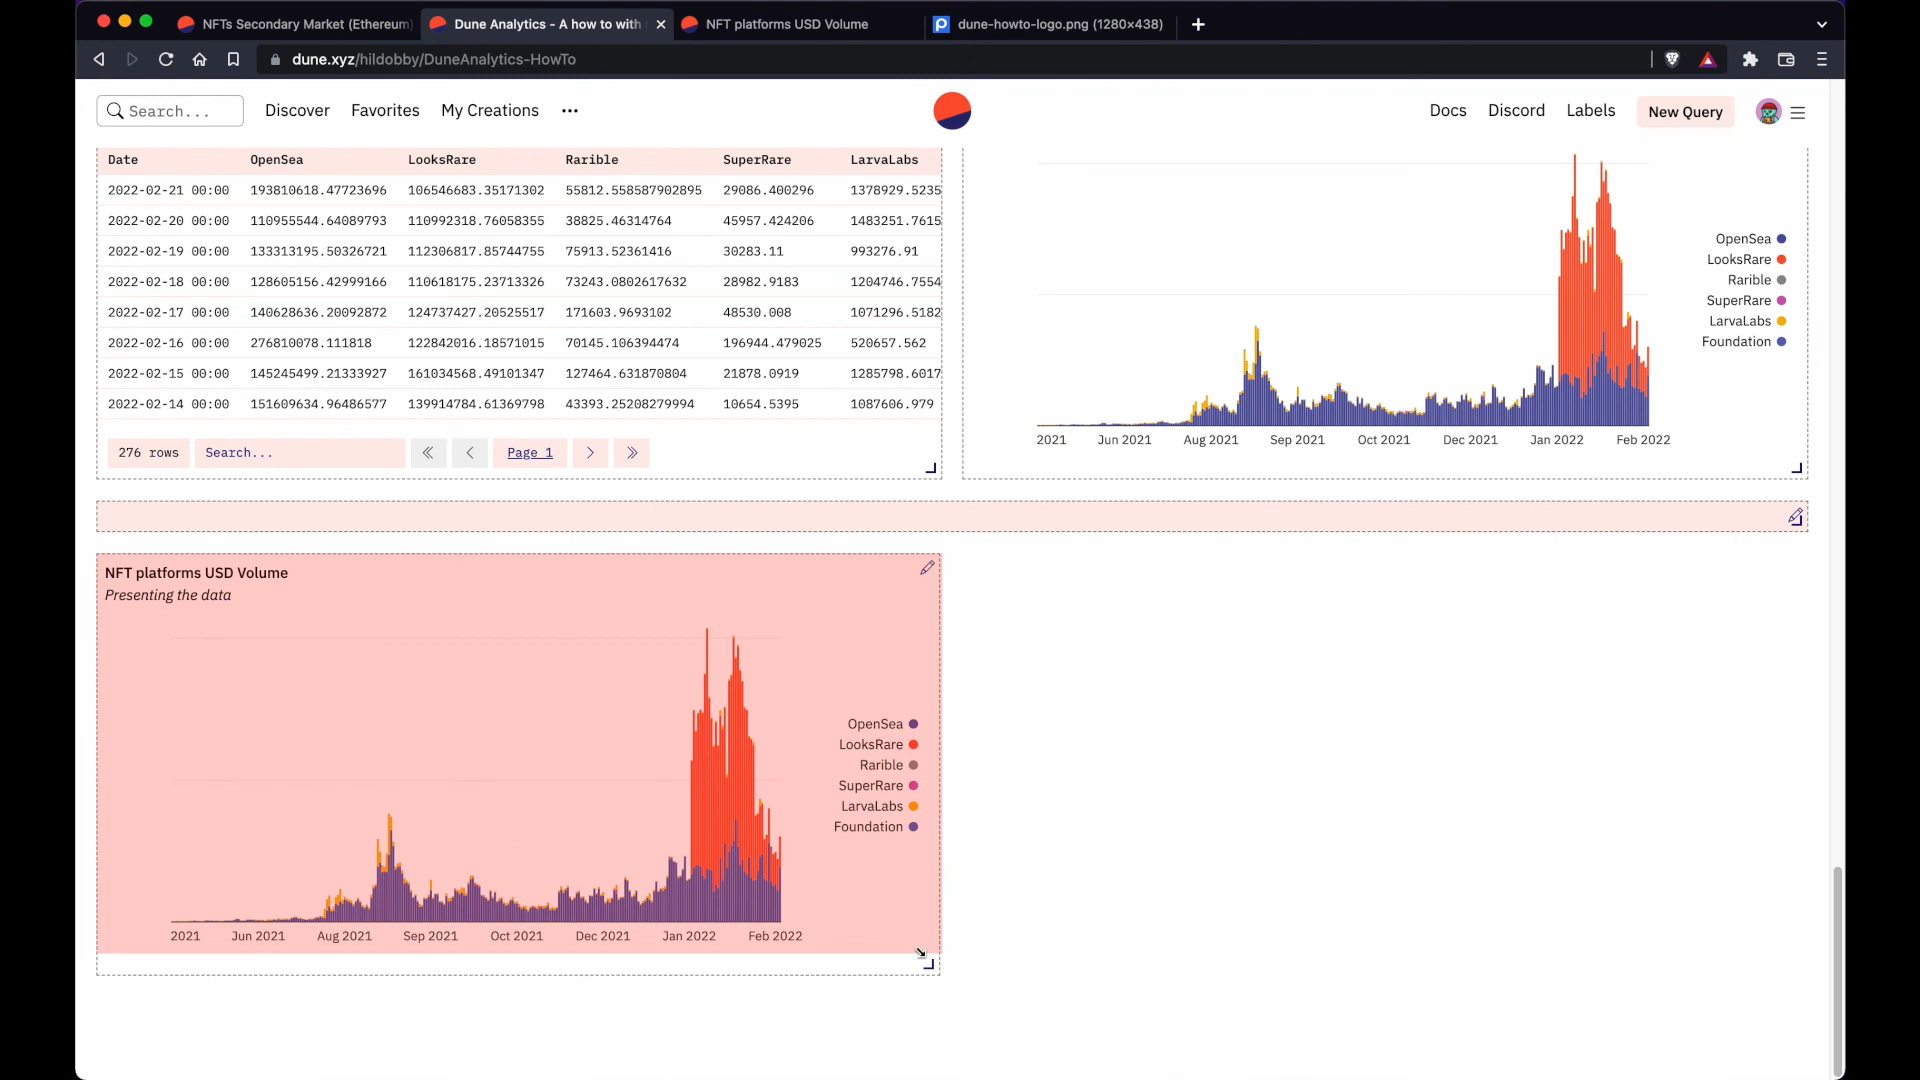 NFTs Secondary Market (Ethereum) Dune Analytics - A how to with NFT platforms USD Volume dune-howto-logo.png (1280×438)
dune.xyz/hildobby/DuneAnalytics-HowTo
Search... Discover Favorites My Creations Docs Discord Labels New Query
Date OpenSea LooksRare Rarible SuperRare LarvaLabs
2022-02-21 00:00 193810618.47723696 106546683.35171302 55812.558587902895 29086.400296 1378929.5235
2022-02-20 00:00 110955544.64089793 110992318.76058355 38825.46314764 45957.424206 1483251.7615
2022-02-19 00:00 133313195.50326721 112306817.85744755 75913.52361416 30283.11 993276.91
2022-02-18 00:00 128605156.42999166 110618175.23713326 73243.0802617632 28982.9183 1204746.7554
2022-02-17 00:00 140628636.20092872 124737427.20525517 171603.9693102 48530.008 1071296.5182
2022-02-16 00:00 276810078.111818 122842016.18571015 70145.106394474 196944.479025 520657.562
2022-02-15 00:00 145245499.21333927 161034568.49101347 127464.631870804 21878.0919 1285798.6017
2022-02-14 00:00 151609634.96486577 139914784.61369798 43393.25208279994 10654.5395 1087606.979
276 rows Search... Page 1
OpenSea
LooksRare
Rarible
SuperRare
LarvaLabs
Foundation
2021 Jun 2021 Aug 2021 Sep 2021 Oct 2021 Dec 2021 Jan 2022 Feb 2022
NFT platforms USD Volume
Presenting the data
OpenSea
LooksRare
Rarible
SuperRare
LarvaLabs
Foundation
2021 Jun 2021 Aug 2021 Sep 2021 Oct 2021 Dec 2021 Jan 2022 Feb 2022